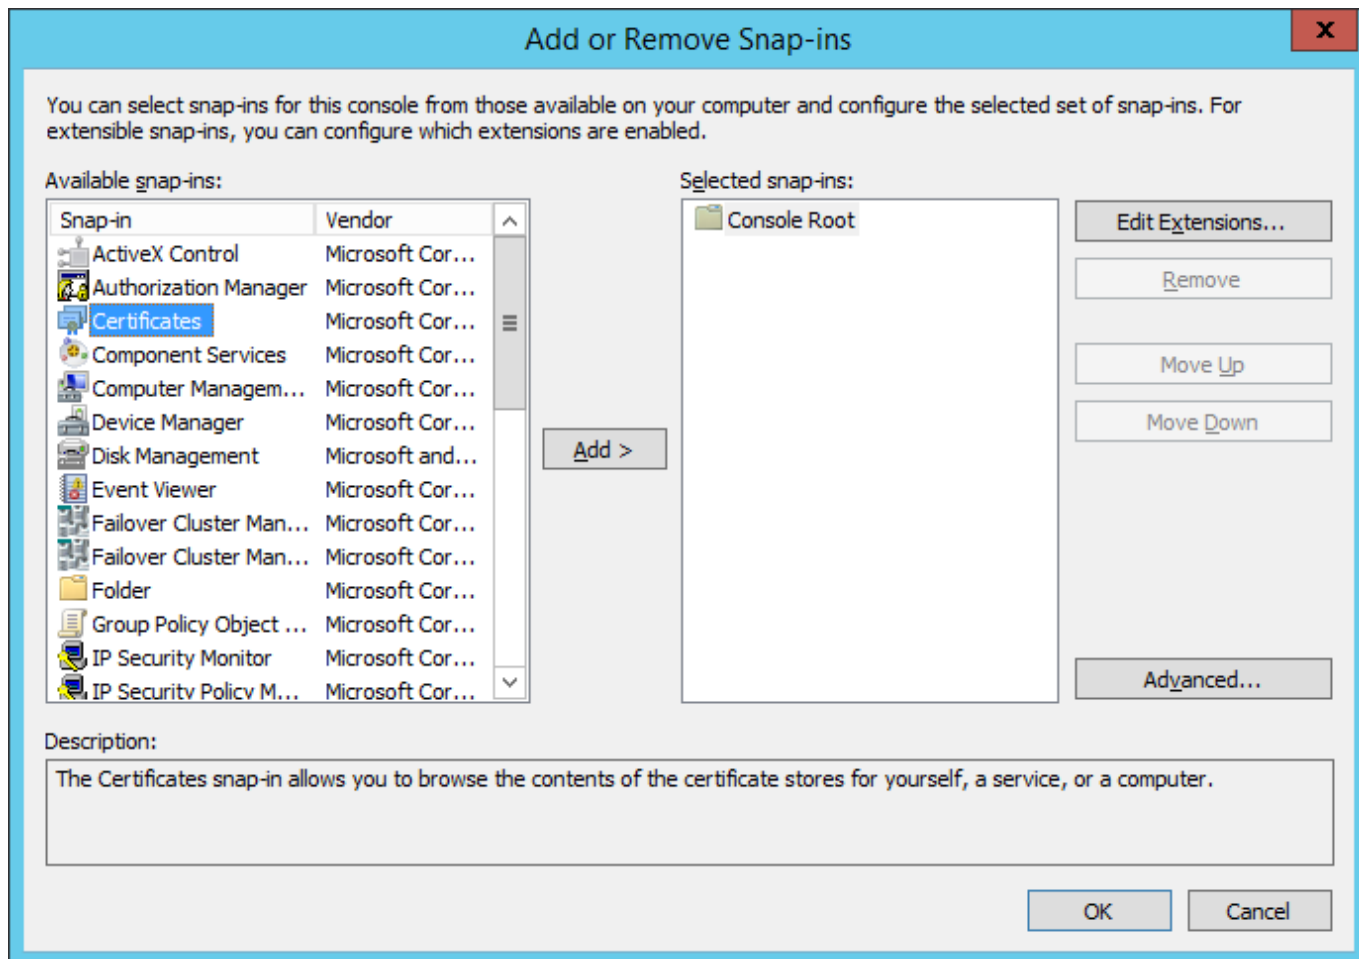 Add or Remove Snap-ins
x
You can select snap-ins for this console from those available on your computer and configure the selected set of snap-ins. For
extensible snap-ins, you can configure which extensions are enabled.
Available snap-ins:
Snap-in Vendor
ActiveX Control Microsoft Cor...
Authorization Manager Microsoft Cor...
Certificates Microsoft Cor...
Component Services Microsoft Cor...
Computer Managem... Microsoft Cor...
Device Manager Microsoft Cor...
Disk Management Microsoft and...
Event Viewer Microsoft Cor...
Failover Cluster Man... Microsoft Cor...
Failover Cluster Man... Microsoft Cor...
Folder Microsoft Cor...
Group Policy Object ... Microsoft Cor...
IP Security Monitor Microsoft Cor...
IP Security Policy M... Microsoft Cor...
Add >
Selected snap-ins:
Console Root
Edit Extensions...
Remove
Move Up
Move Down
Advanced...
Description:
The Certificates snap-in allows you to browse the contents of the certificate stores for yourself, a service, or a computer.
OK
Cancel